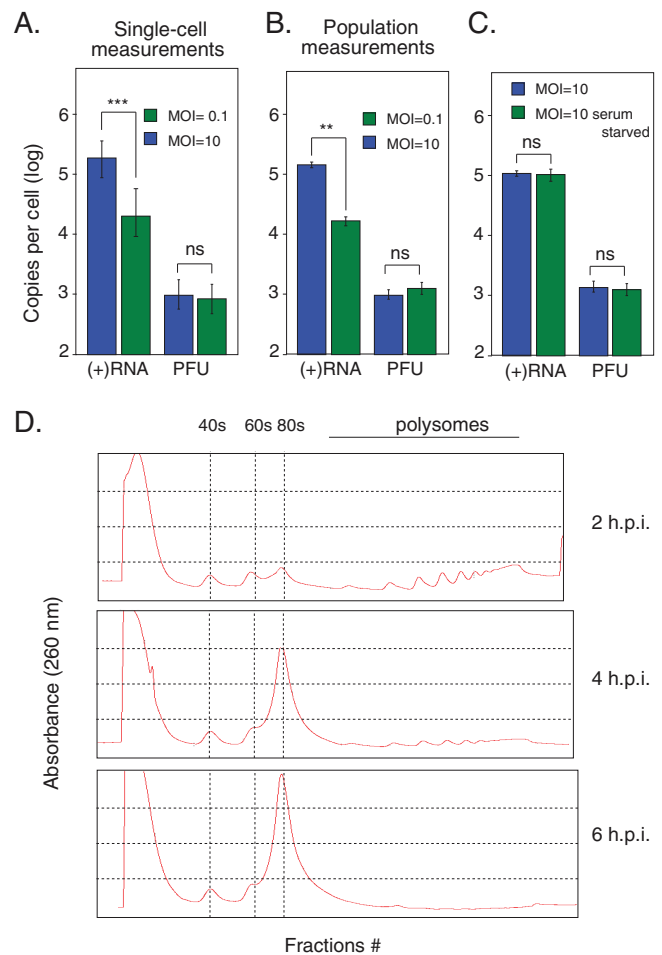 A.
Single-cell
measurements
B.
Population
measurements
C.
Copies per cell (log)
6
5
4
3
2
***
MOI= 0.1
MOI=10
ns
(+)RNA PFU
6
5
4
3
2
**
MOI=0.1
MOI=10
ns
(+)RNA PFU
6
5
4
3
2
MOI=10
MOI=10 serum
starved
ns
ns
(+)RNA PFU
D.
40s 60s 80s polysomes
Absorbance (260 nm)
2 h.p.i.
4 h.p.i.
6 h.p.i.
Fractions #